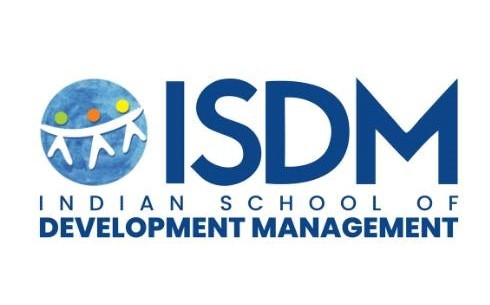 ISDM
INDIAN SCHOOL OF
DEVELOPMENT MANAGEMENT